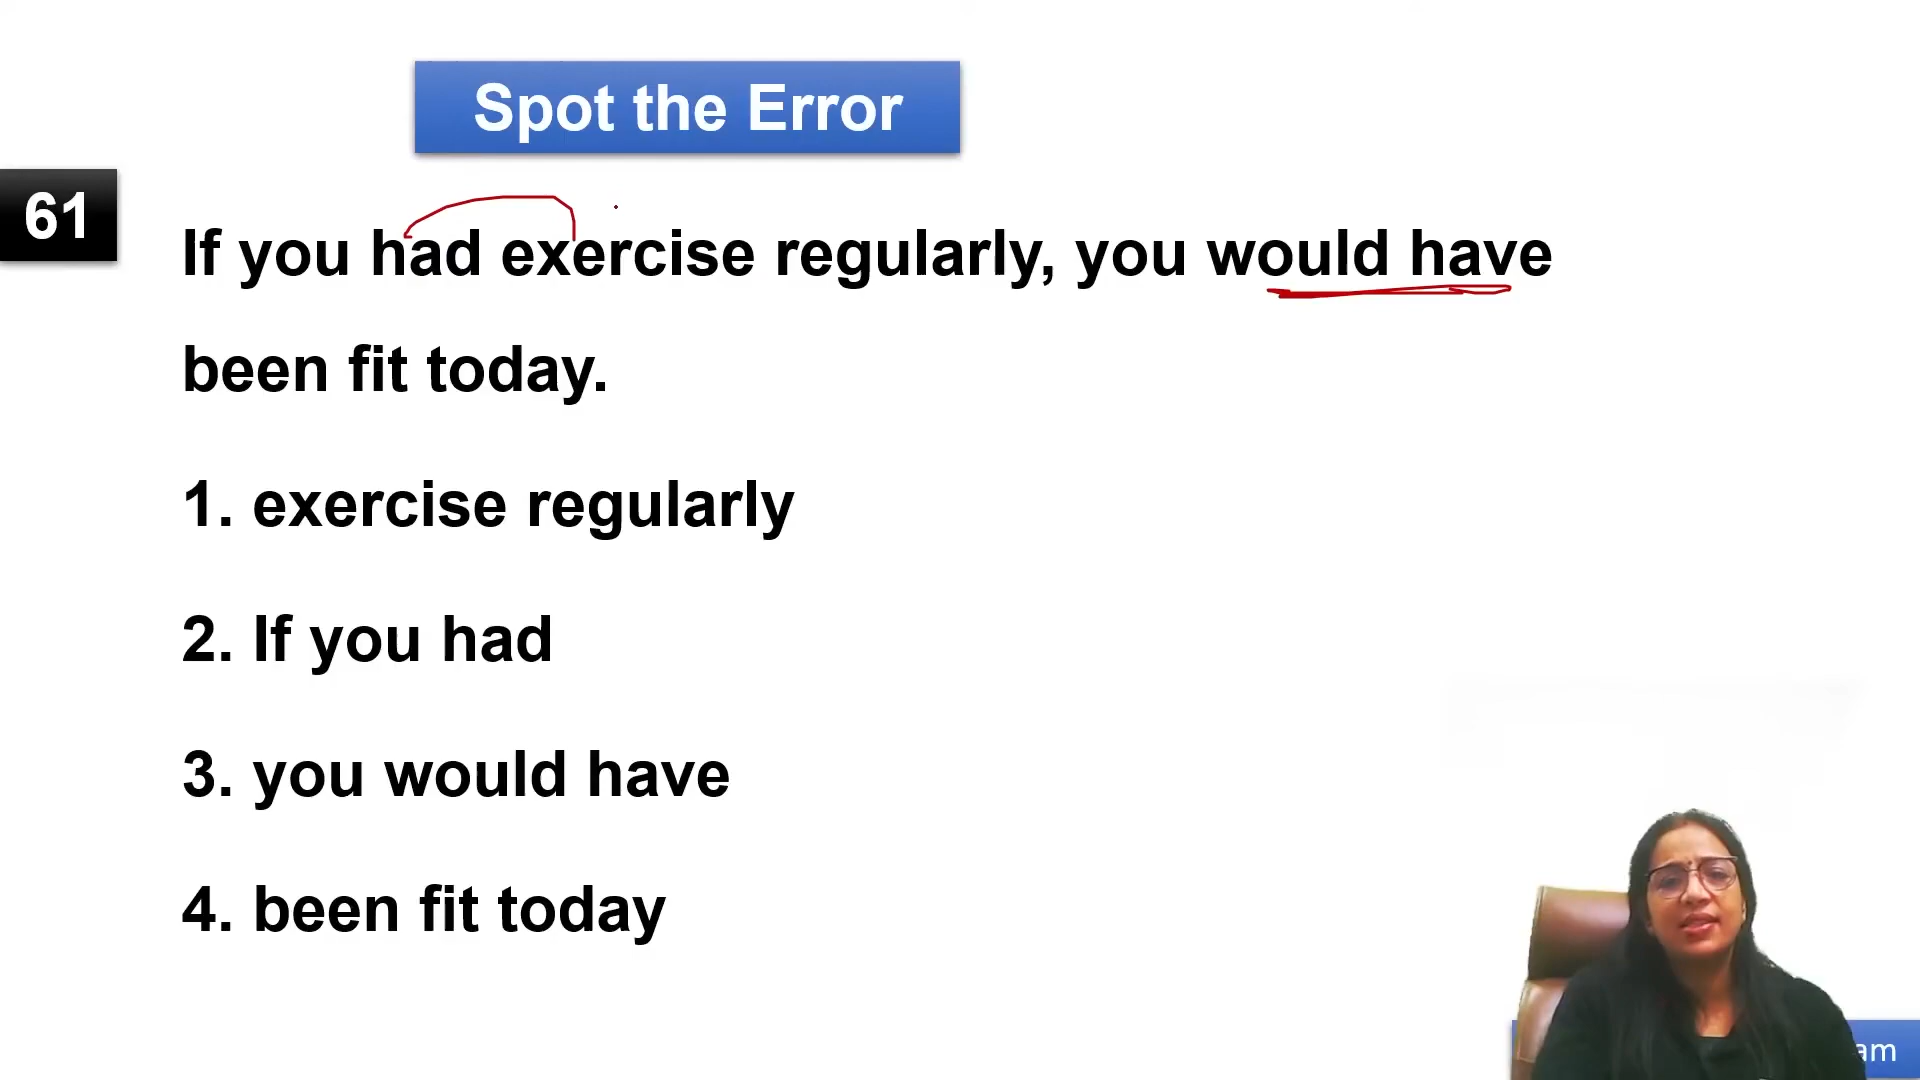 Spot the Error
61
If you had exercise regularly, you would have
been fit today.
1. exercise regularly
2. If you had
3. you would have
4. been fit today